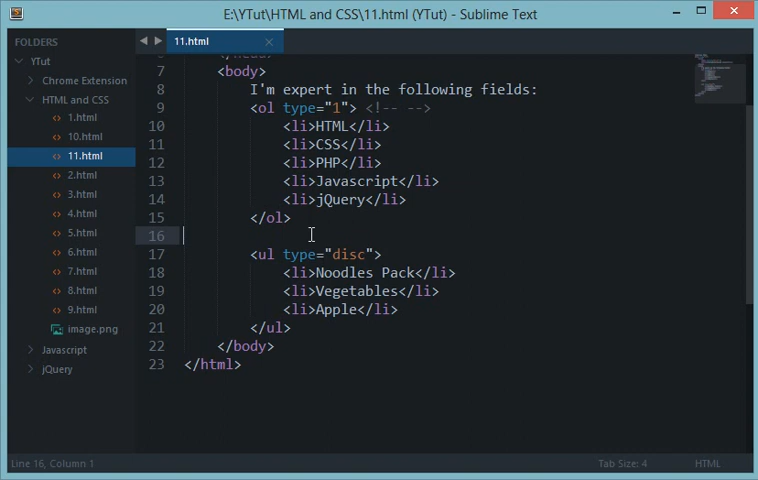 E:\YTut\HTML and CSS\11.html (YTut) - Sublime Text
FOLDERS
YTut
Chrome Extension
HTML and CSS
1.html
10.html
11.html
2.html
3.html
4.html
5.html
6.html
7.html
8.html
9.html
image.png
Javascript
jQuery
11.html
7 <body>
8 I'm expert in the following fields:
9 <ol type="1"> <!-- -->
10 <li>HTML</li>
11 <li>CSS</li>
12 <li>PHP</li>
13 <li>Javascript</li>
14 <li>jQuery</li>
15 </ol>
16
17 <ul type="disc">
18 <li>Noodles Pack</li>
19 <li>Vegetables</li>
20 <li>Apple</li>
21 </ul>
22 </body>
23 </html>
Line 16, Column 1
Tab Size: 4
HTML